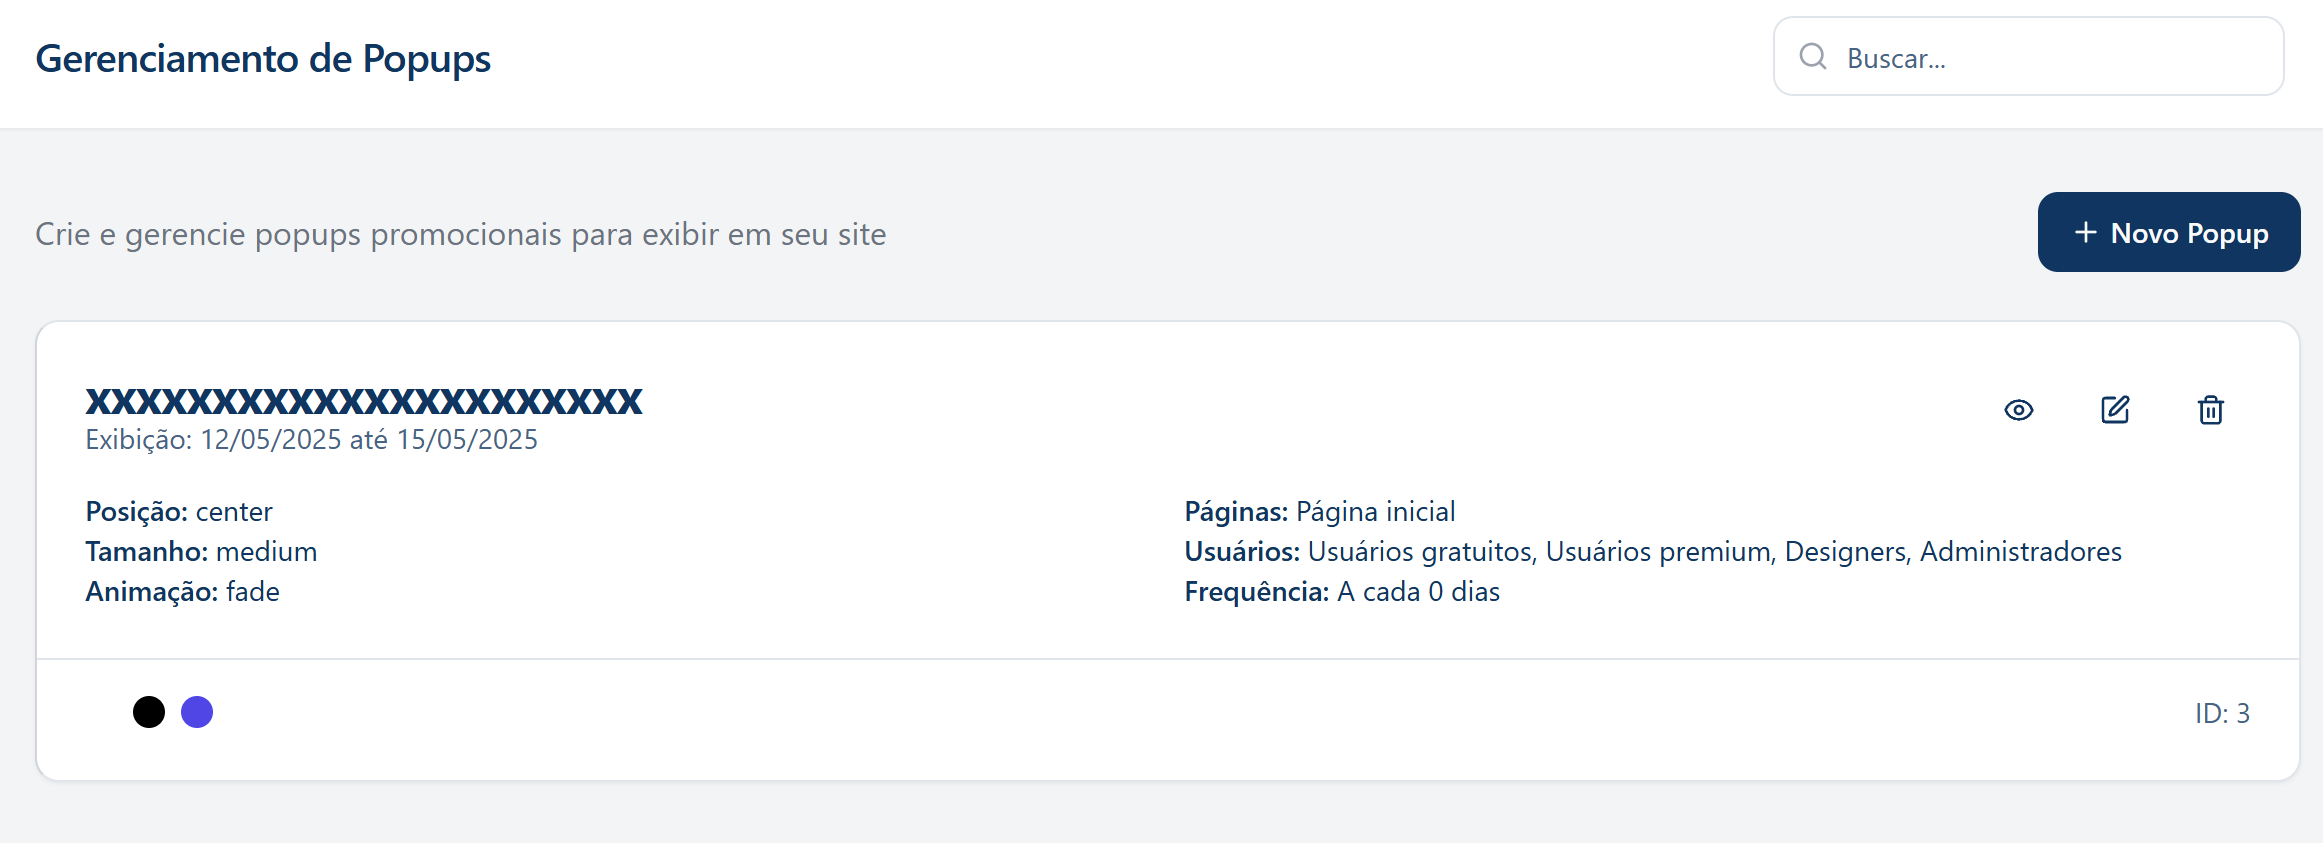 Gerenciamento de Popups
Buscar...
Crie e gerencie popups promocionais para exibir em seu site
+ Novo Popup
xxxxxxxxxxxxxxxxxxxxxx
Exibição: 12/05/2025 até 15/05/2025
Posição: center
Tamanho: medium
Animação: fade
Páginas: Página inicial
Usuários: Usuários gratuitos, Usuários premium, Designers, Administradores
Frequência: A cada 0 dias
ID: 3